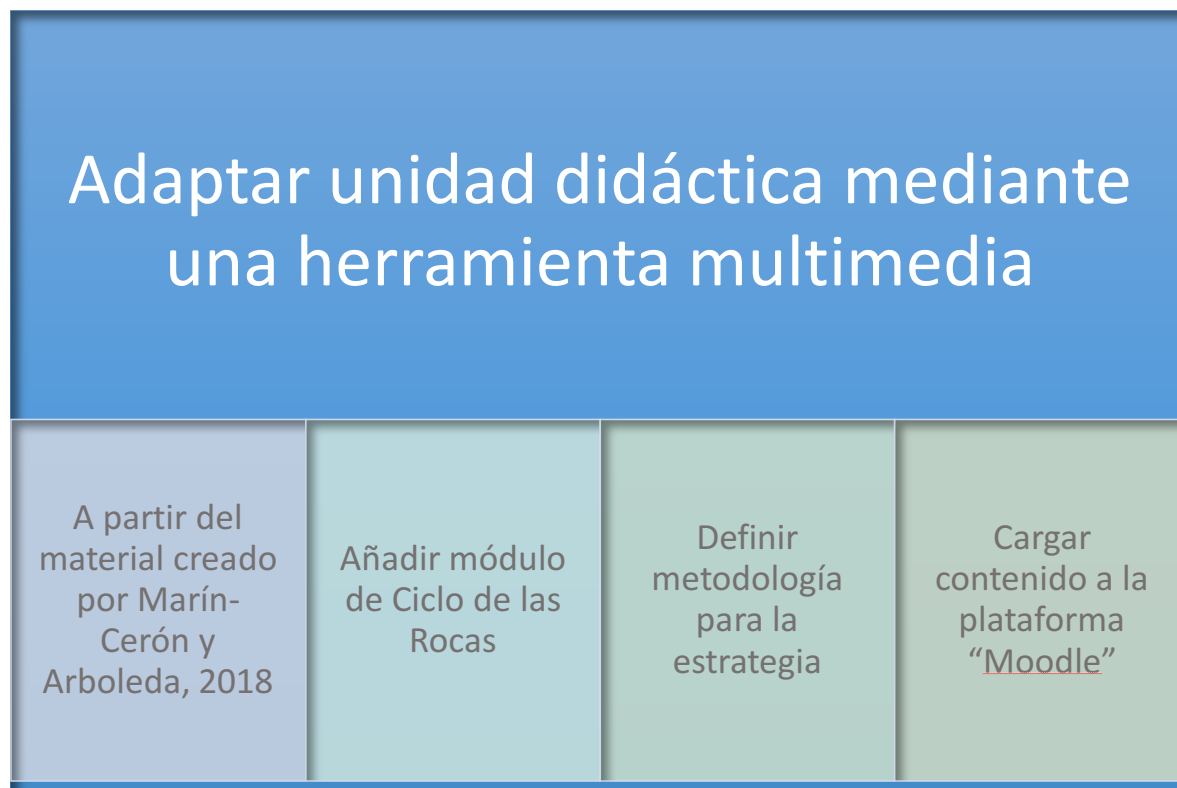 Adaptar unidad didáctica mediante
una herramienta multimedia
A partir del
material creado
por Marín-
Cerón y
Arboleda, 2018
Añadir módulo
de Ciclo de las
Rocas
Definir
metodología
para la
estrategia
Cargar
contenido a la
plataforma
“Moodle”